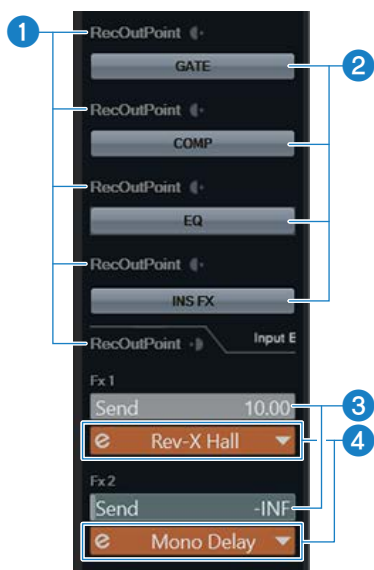 1
RecOutPoint
GATE
2
RecOutPoint
COMP
RecOutPoint
EQ
RecOutPoint
INS FX
RecOutPoint
Input E
Fx 1
Send 10.00
3
e Rev-X Hall
4
Fx 2
Send -INF
e Mono Delay